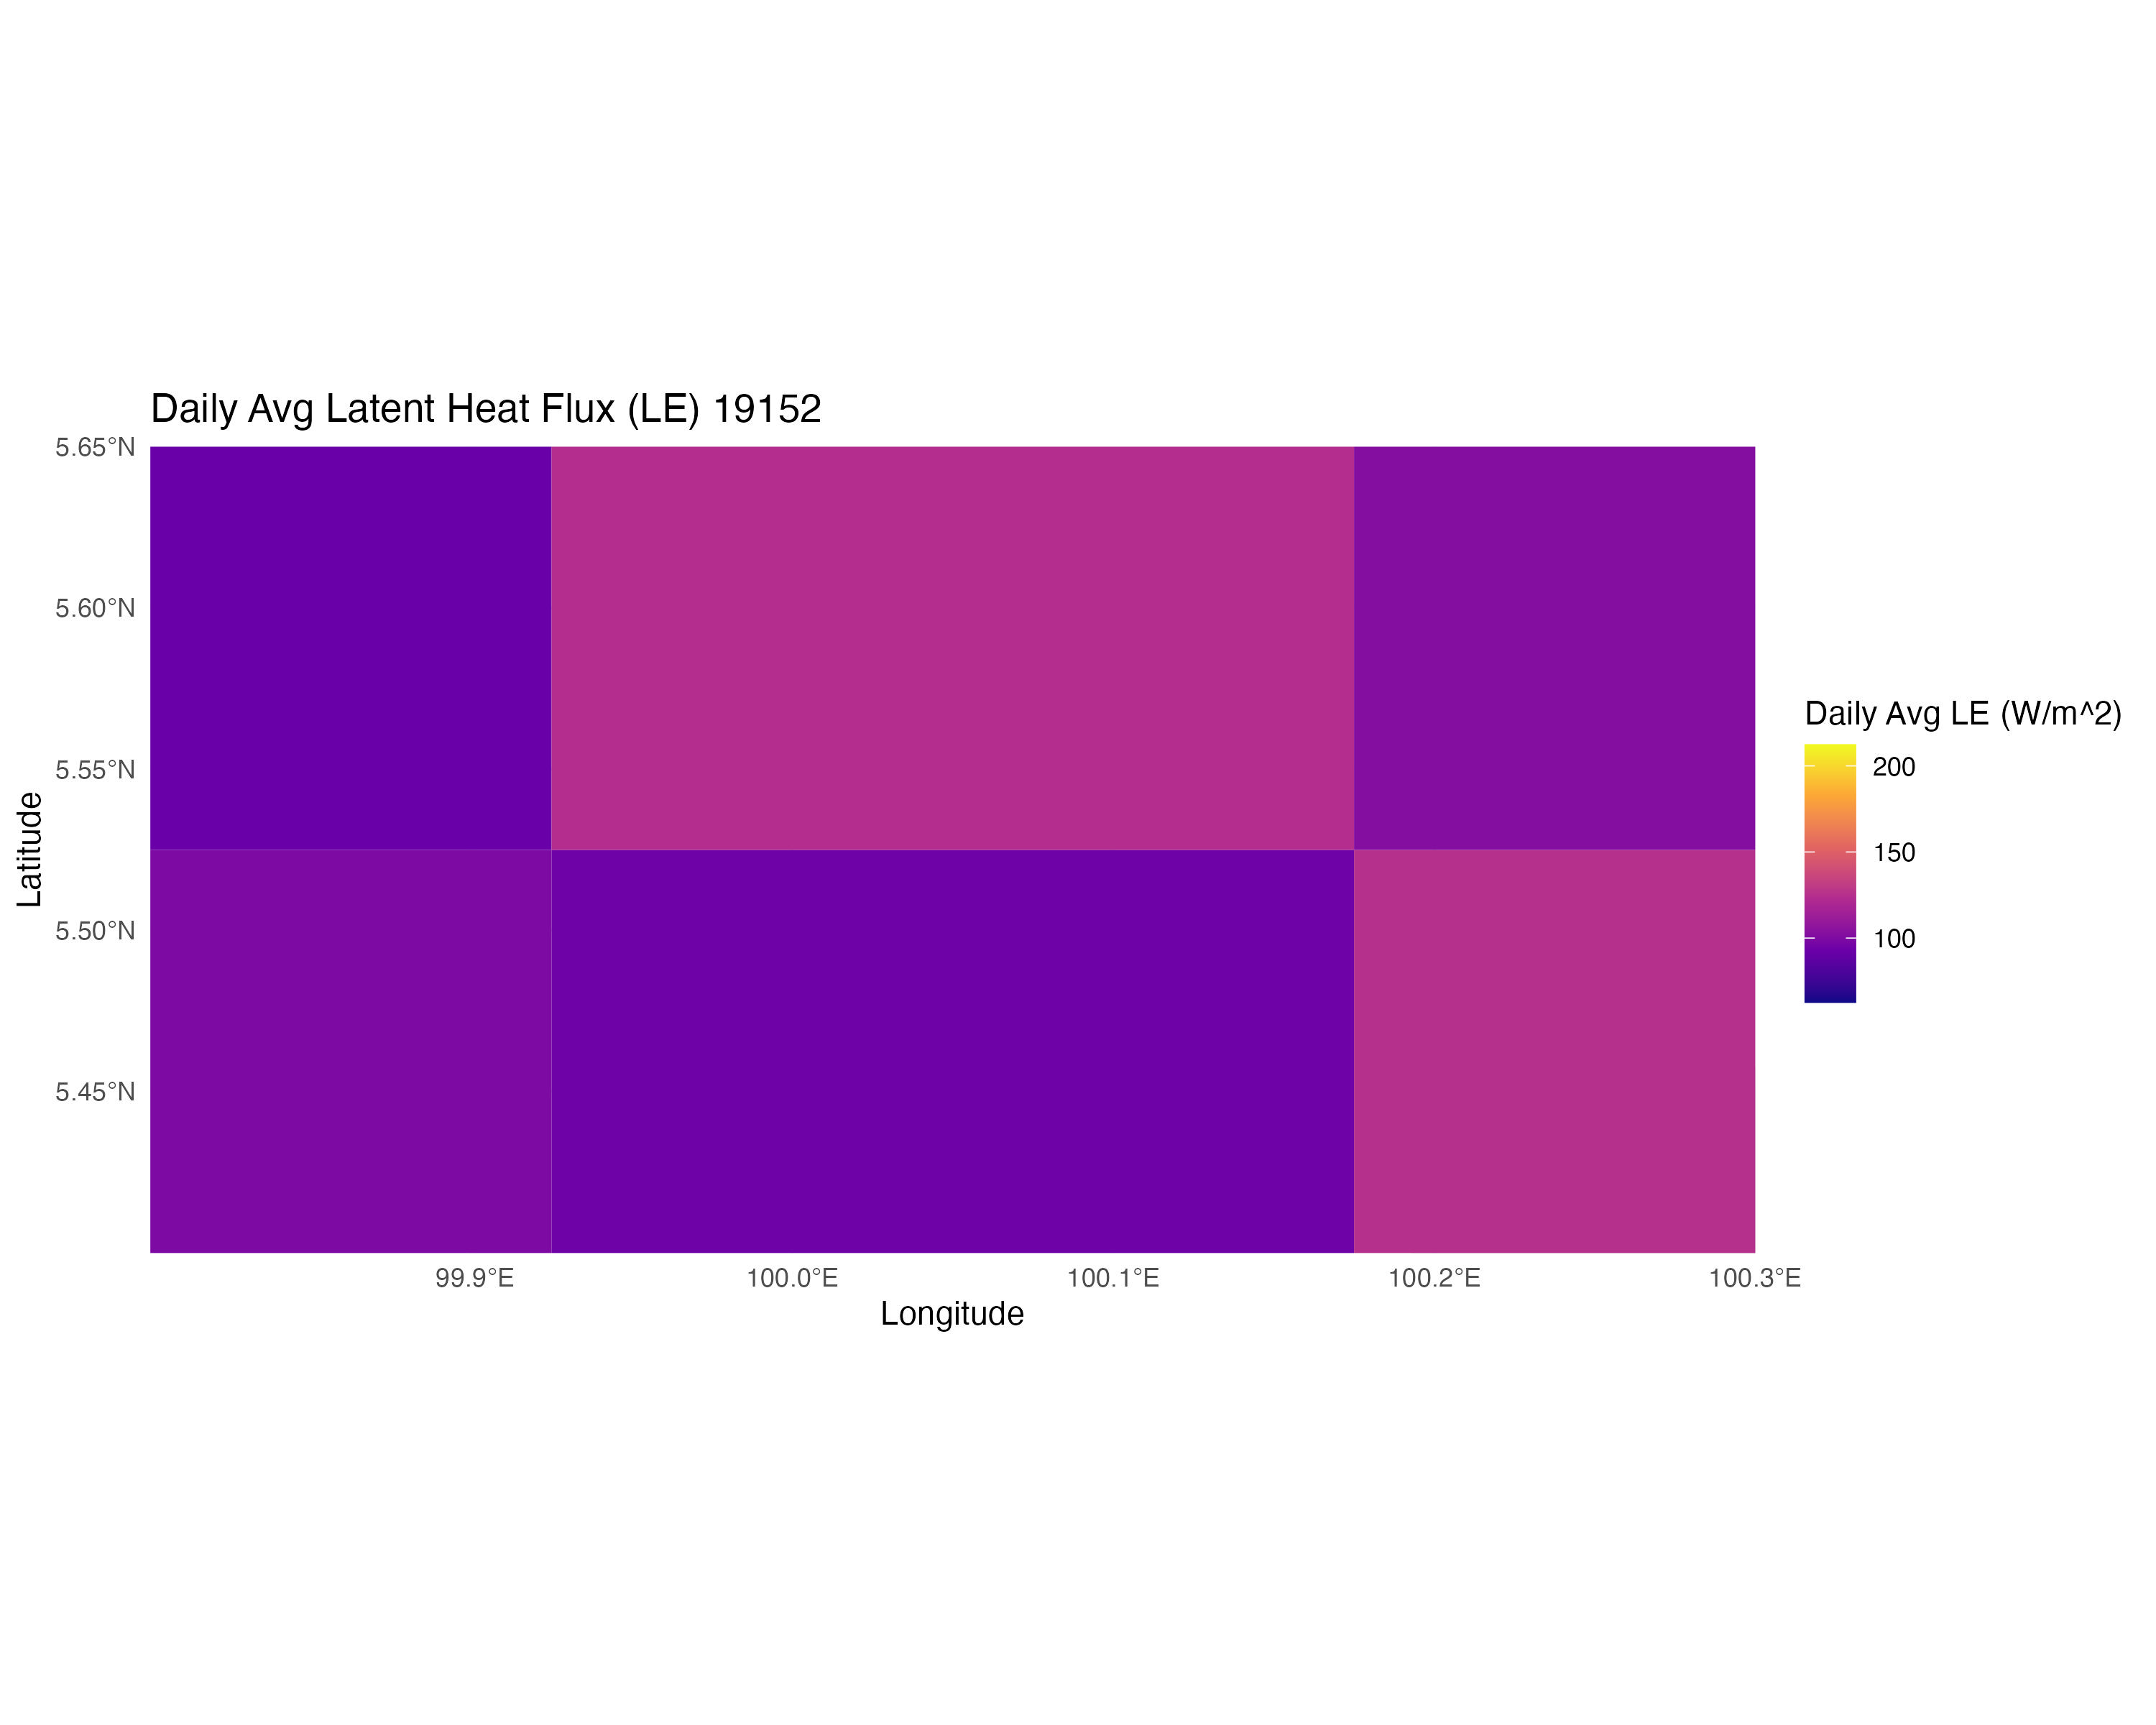 Daily Avg Latent Heat Flux (LE) 19152
5.65°N
5.60°N
5.55°N
5.50°N
5.45°N
Latitude
99.9°E
100.0°E
100.1°E
100.2°E
100.3°E
Longitude
Daily Avg LE (W/m^2)
200
150
100